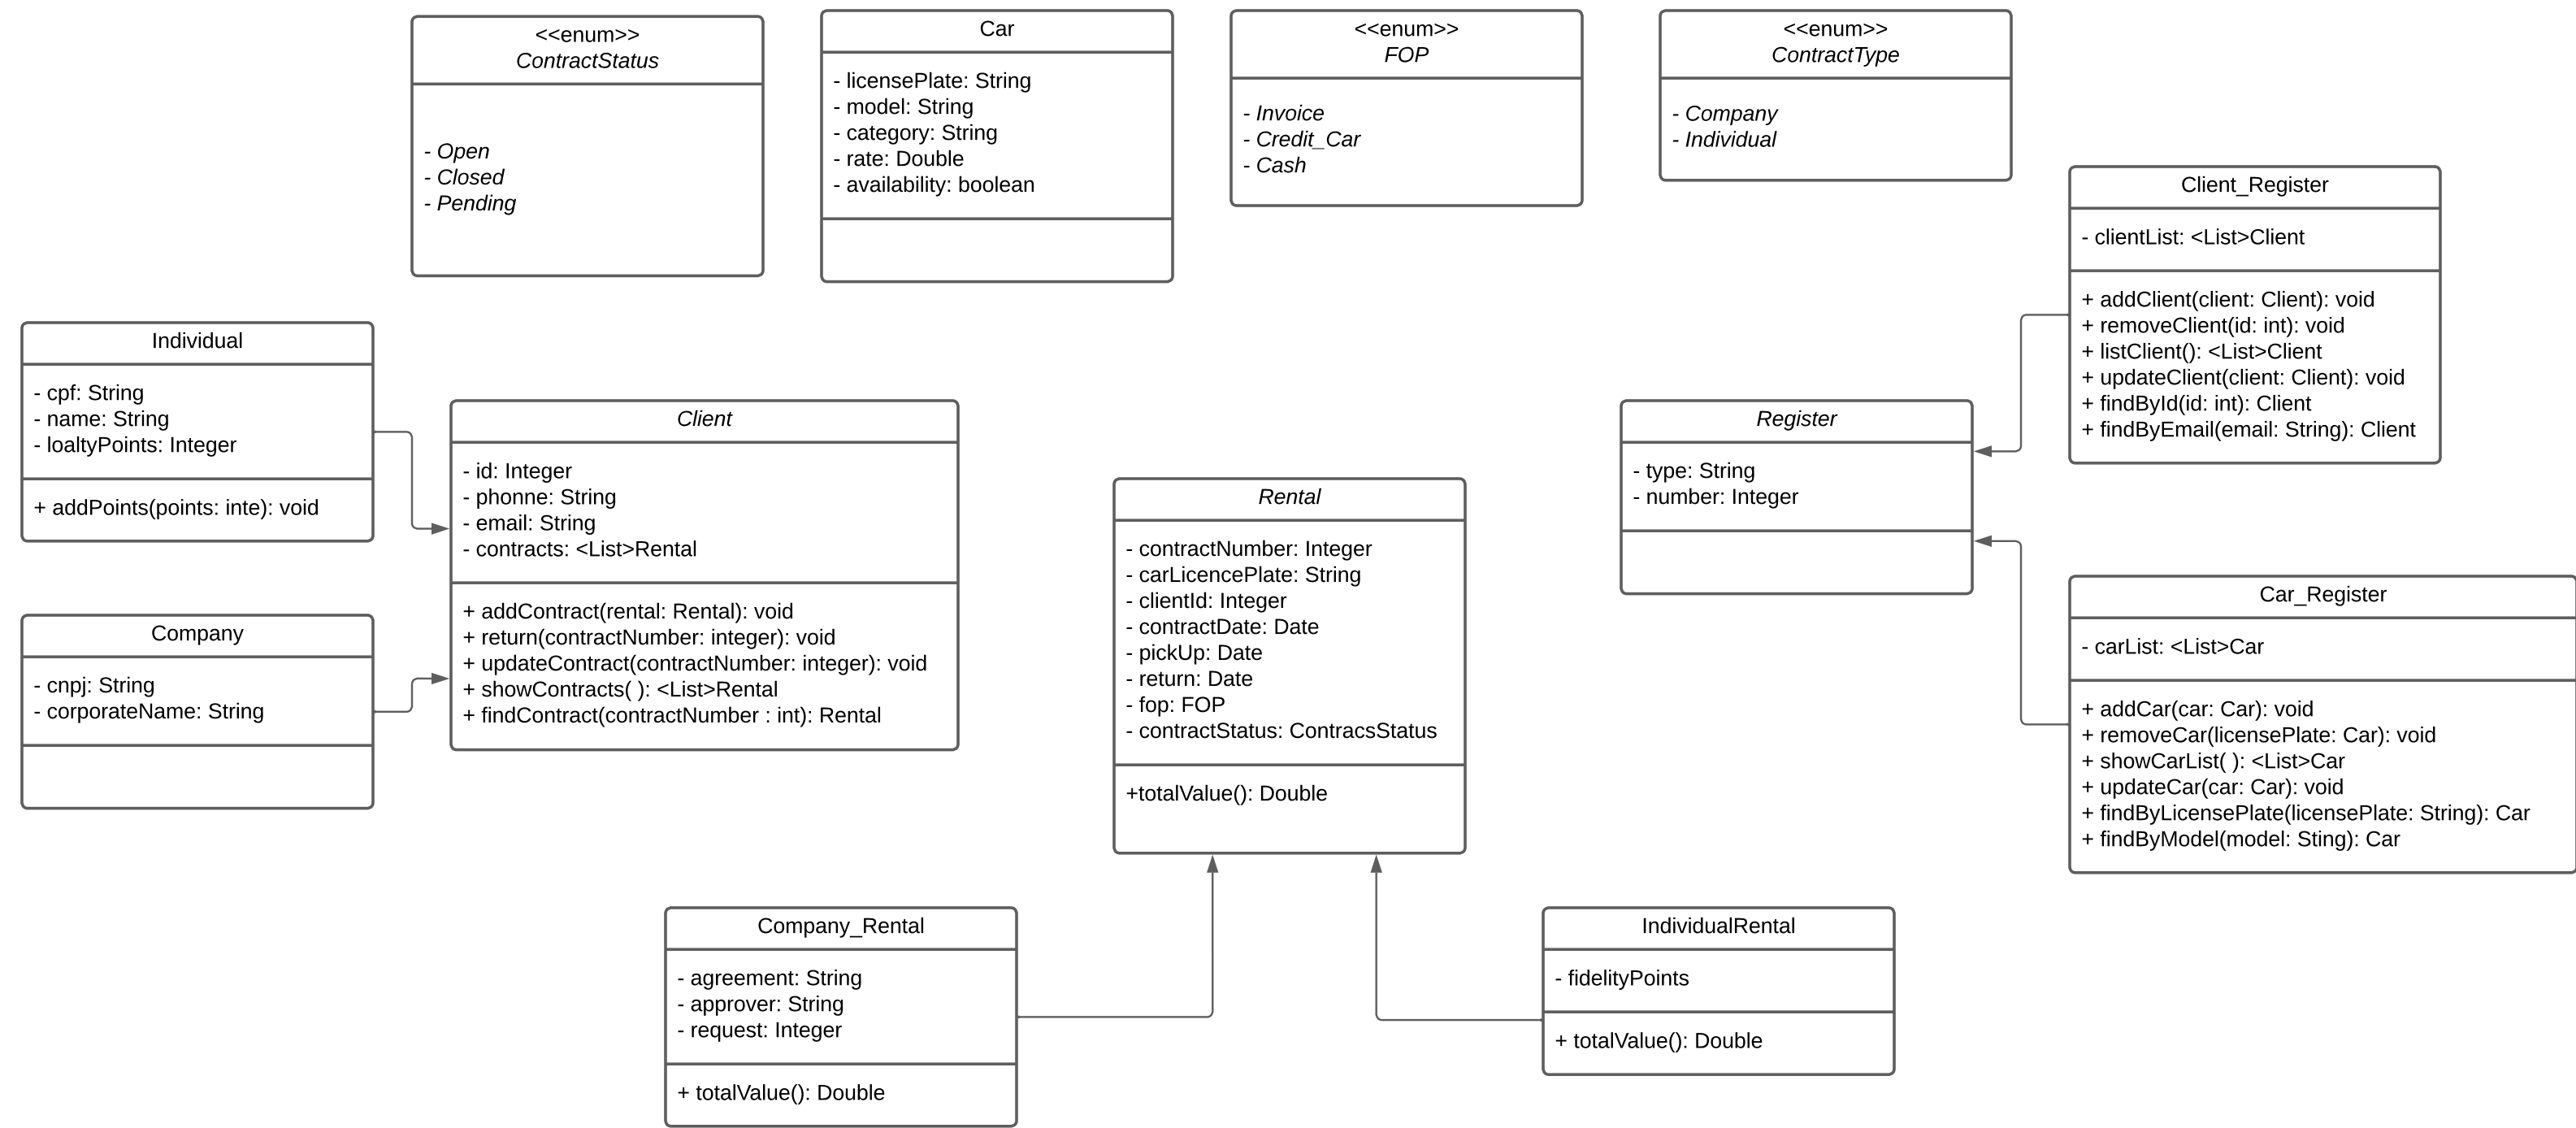 <<enum>>
ContractStatus
- Open
- Closed
- Pending
Car
- licensePlate: String
- model: String
- category: String
- rate: Double
- availability: boolean
<<enum>>
FOP
- Invoice
- Credit_Car
- Cash
<<enum>>
ContractType
- Company
- Individual
Client_Register
- clientList: <List>Client
+ addClient(client: Client): void
+ removeClient(id: int): void
+ listClient(): <List>Client
+ updateClient(client: Client): void
+ findById(id: int): Client
+ findByEmail(email: String): Client
Individual
- cpf: String
- name: String
- loaltyPoints: Integer
+ addPoints(points: inte): void
Client
- id: Integer
- phonne: String
- email: String
- contracts: <List>Rental
+ addContract(rental: Rental): void
+ return(contractNumber: integer): void
+ updateContract(contractNumber: integer): void
+ showContracts( ): <List>Rental
+ findContract(contractNumber : int): Rental
Register
- type: String
- number: Integer
Rental
- contractNumber: Integer
- carLicencePlate: String
- clientId: Integer
- contractDate: Date
- pickUp: Date
- return: Date
- fop: FOP
- contractStatus: ContracsStatus
+totalValue(): Double
Company
- cnpj: String
- corporateName: String
Car_Register
- carList: <List>Car
+ addCar(car: Car): void
+ removeCar(licensePlate: Car): void
+ showCarList( ): <List>Car
+ updateCar(car: Car): void
+ findByLicensePlate(licensePlate: String): Car
+ findByModel(model: Sting): Car
Company_Rental
- agreement: String
- approver: String
- request: Integer
+ totalValue(): Double
IndividualRental
- fidelityPoints
+ totalValue(): Double